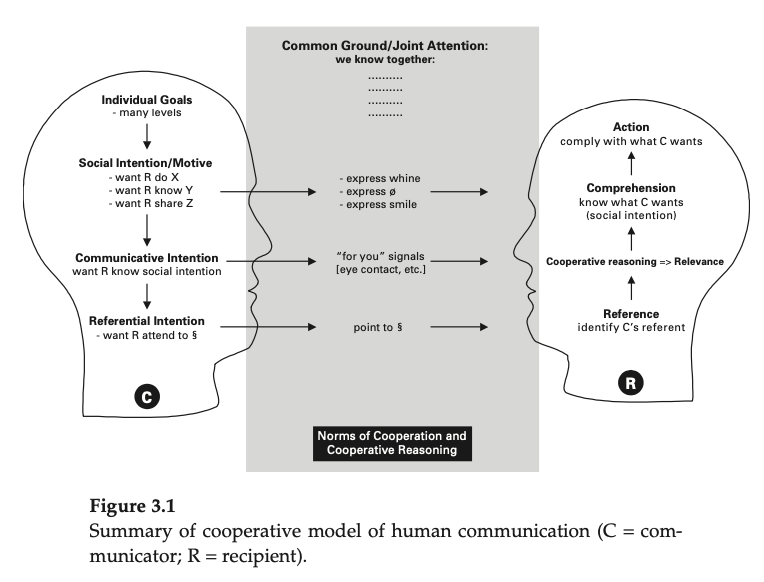 Common Ground/Joint Attention:
we know together:
..........
..........
..........
..........
Individual Goals
- many levels
Social Intention/Motive
- want R do X
- want R know Y
- want R share Z
Communicative Intention
want R know social intention
Referential Intention
- want R attend to §
C
- express whine
- express ø
- express smile
“for you” signals
[eye contact, etc.]
point to §
Norms of Cooperation and
Cooperative Reasoning
Action
comply with what C wants
Comprehension
know what C wants
(social intention)
Cooperative reasoning => Relevance
Reference
identify C’s referent
R
Figure 3.1
Summary of cooperative model of human communication (C = com-
municator; R = recipient).